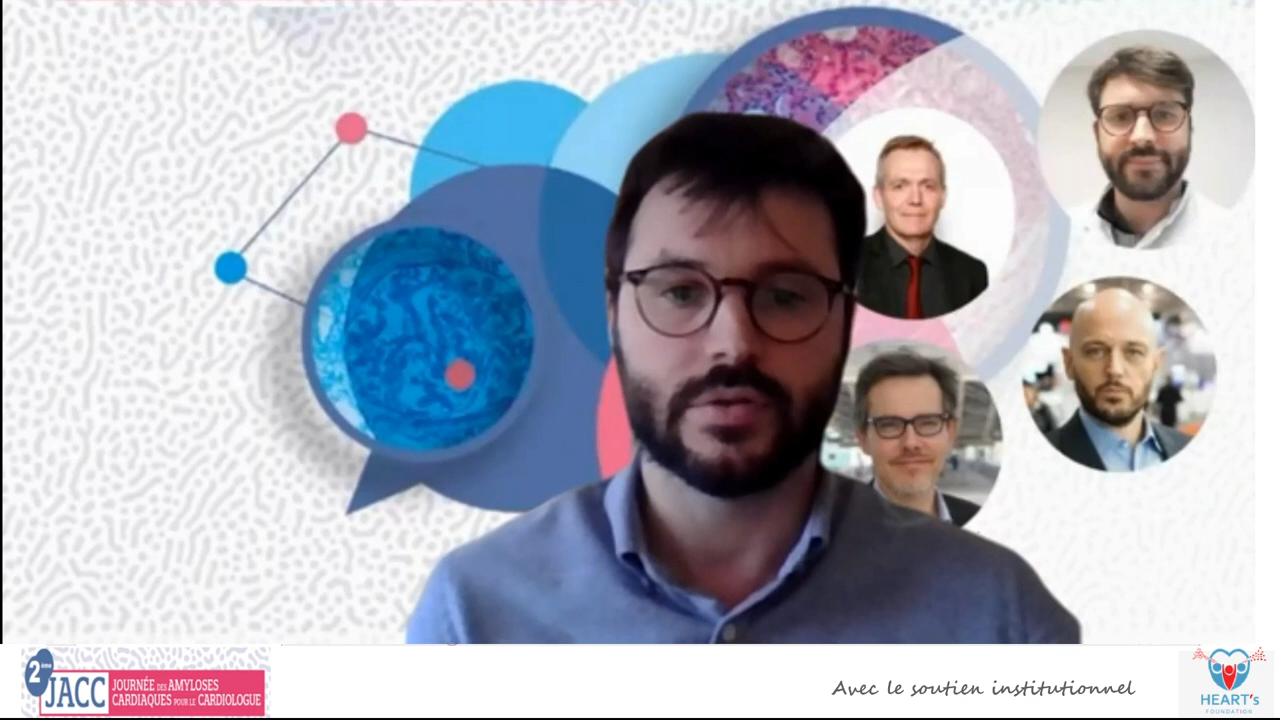 2ème
JACC
JOURNÉE DES AMYLOSES
CARDIAQUES POUR LE CARDIOLOGUE
Avec le soutien institutionnel
HEART's
FOUNDATION